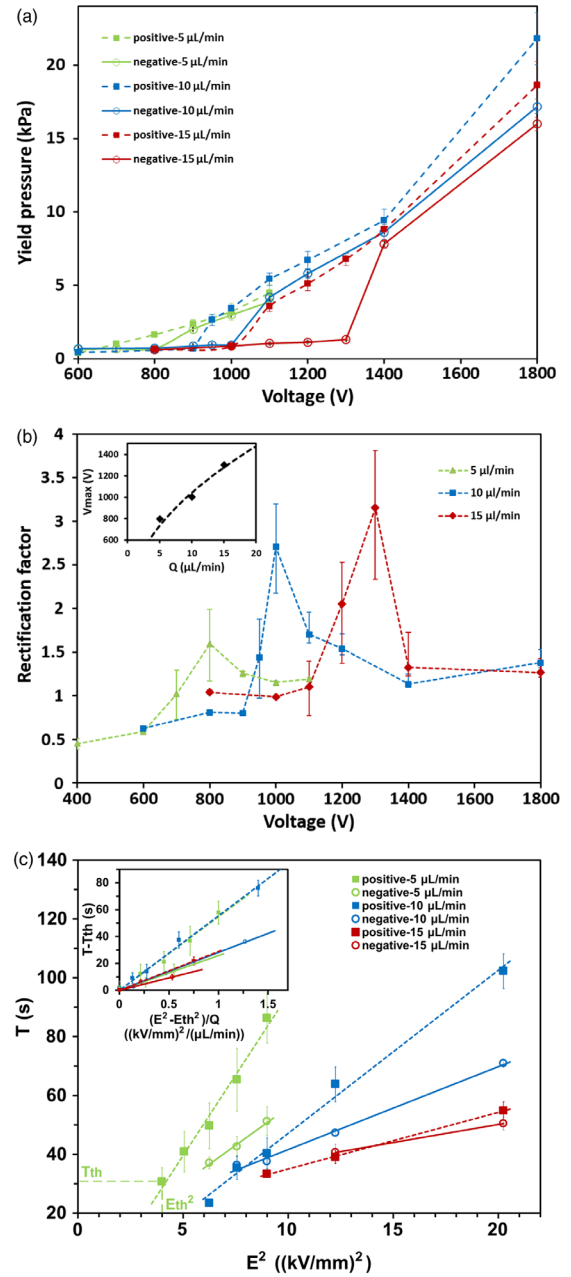 (a)
positive-5 µL/min
negative-5 µL/min
positive-10 µL/min
negative-10 µL/min
positive-15 µL/min
negative-15 µL/min
Yield pressure (kPa)
20
15
10
5
0
600 800 1000 1200 1400 1600 1800
Voltage (V)
(b)
4
3.5
3
2.5
2
1.5
1
0.5
0
Rectification factor
Vmax (V)
1400
1200
1000
800
600
0 5 10 15 20
Q (µL/min)
5 µl/min
10 µl/min
15 µl/min
400 600 800 1000 1200 1400 1600 1800
Voltage (V)
(c)
140
120
100
80
60
40
20
T (s)
T-Tth (s)
80
60
40
20
0
0 0.5 1 1.5
(E²-Eth²)/Q
((kV/mm)²/(µL/min))
positive-5 µL/min
negative-5 µL/min
positive-10 µL/min
negative-10 µL/min
positive-15 µL/min
negative-15 µL/min
Tth
Eth²
0 5 10 15 20
E² ((kV/mm)²)